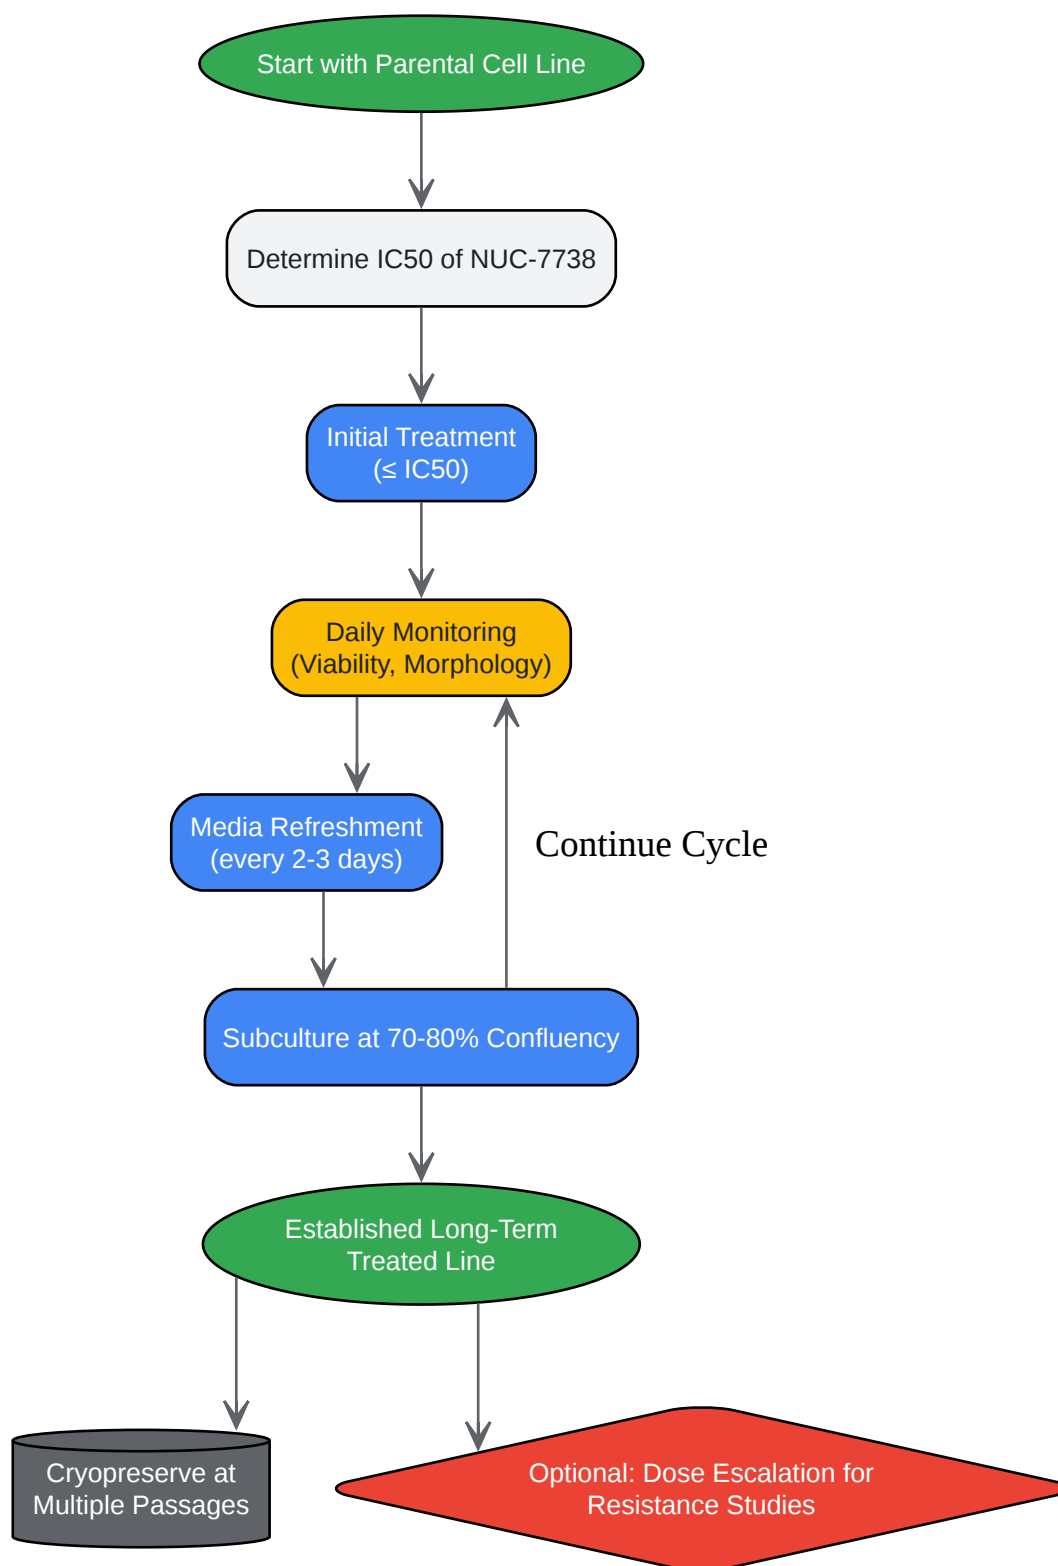 Start with Parental Cell Line
Determine IC50 of NUC-7738
Initial Treatment
(≤ IC50)
Daily Monitoring
(Viability, Morphology)
Media Refreshment
(every 2-3 days)
Continue Cycle
Subculture at 70-80% Confluency
Established Long-Term
Treated Line
Cryopreserve at
Multiple Passages
Optional: Dose Escalation for
Resistance Studies